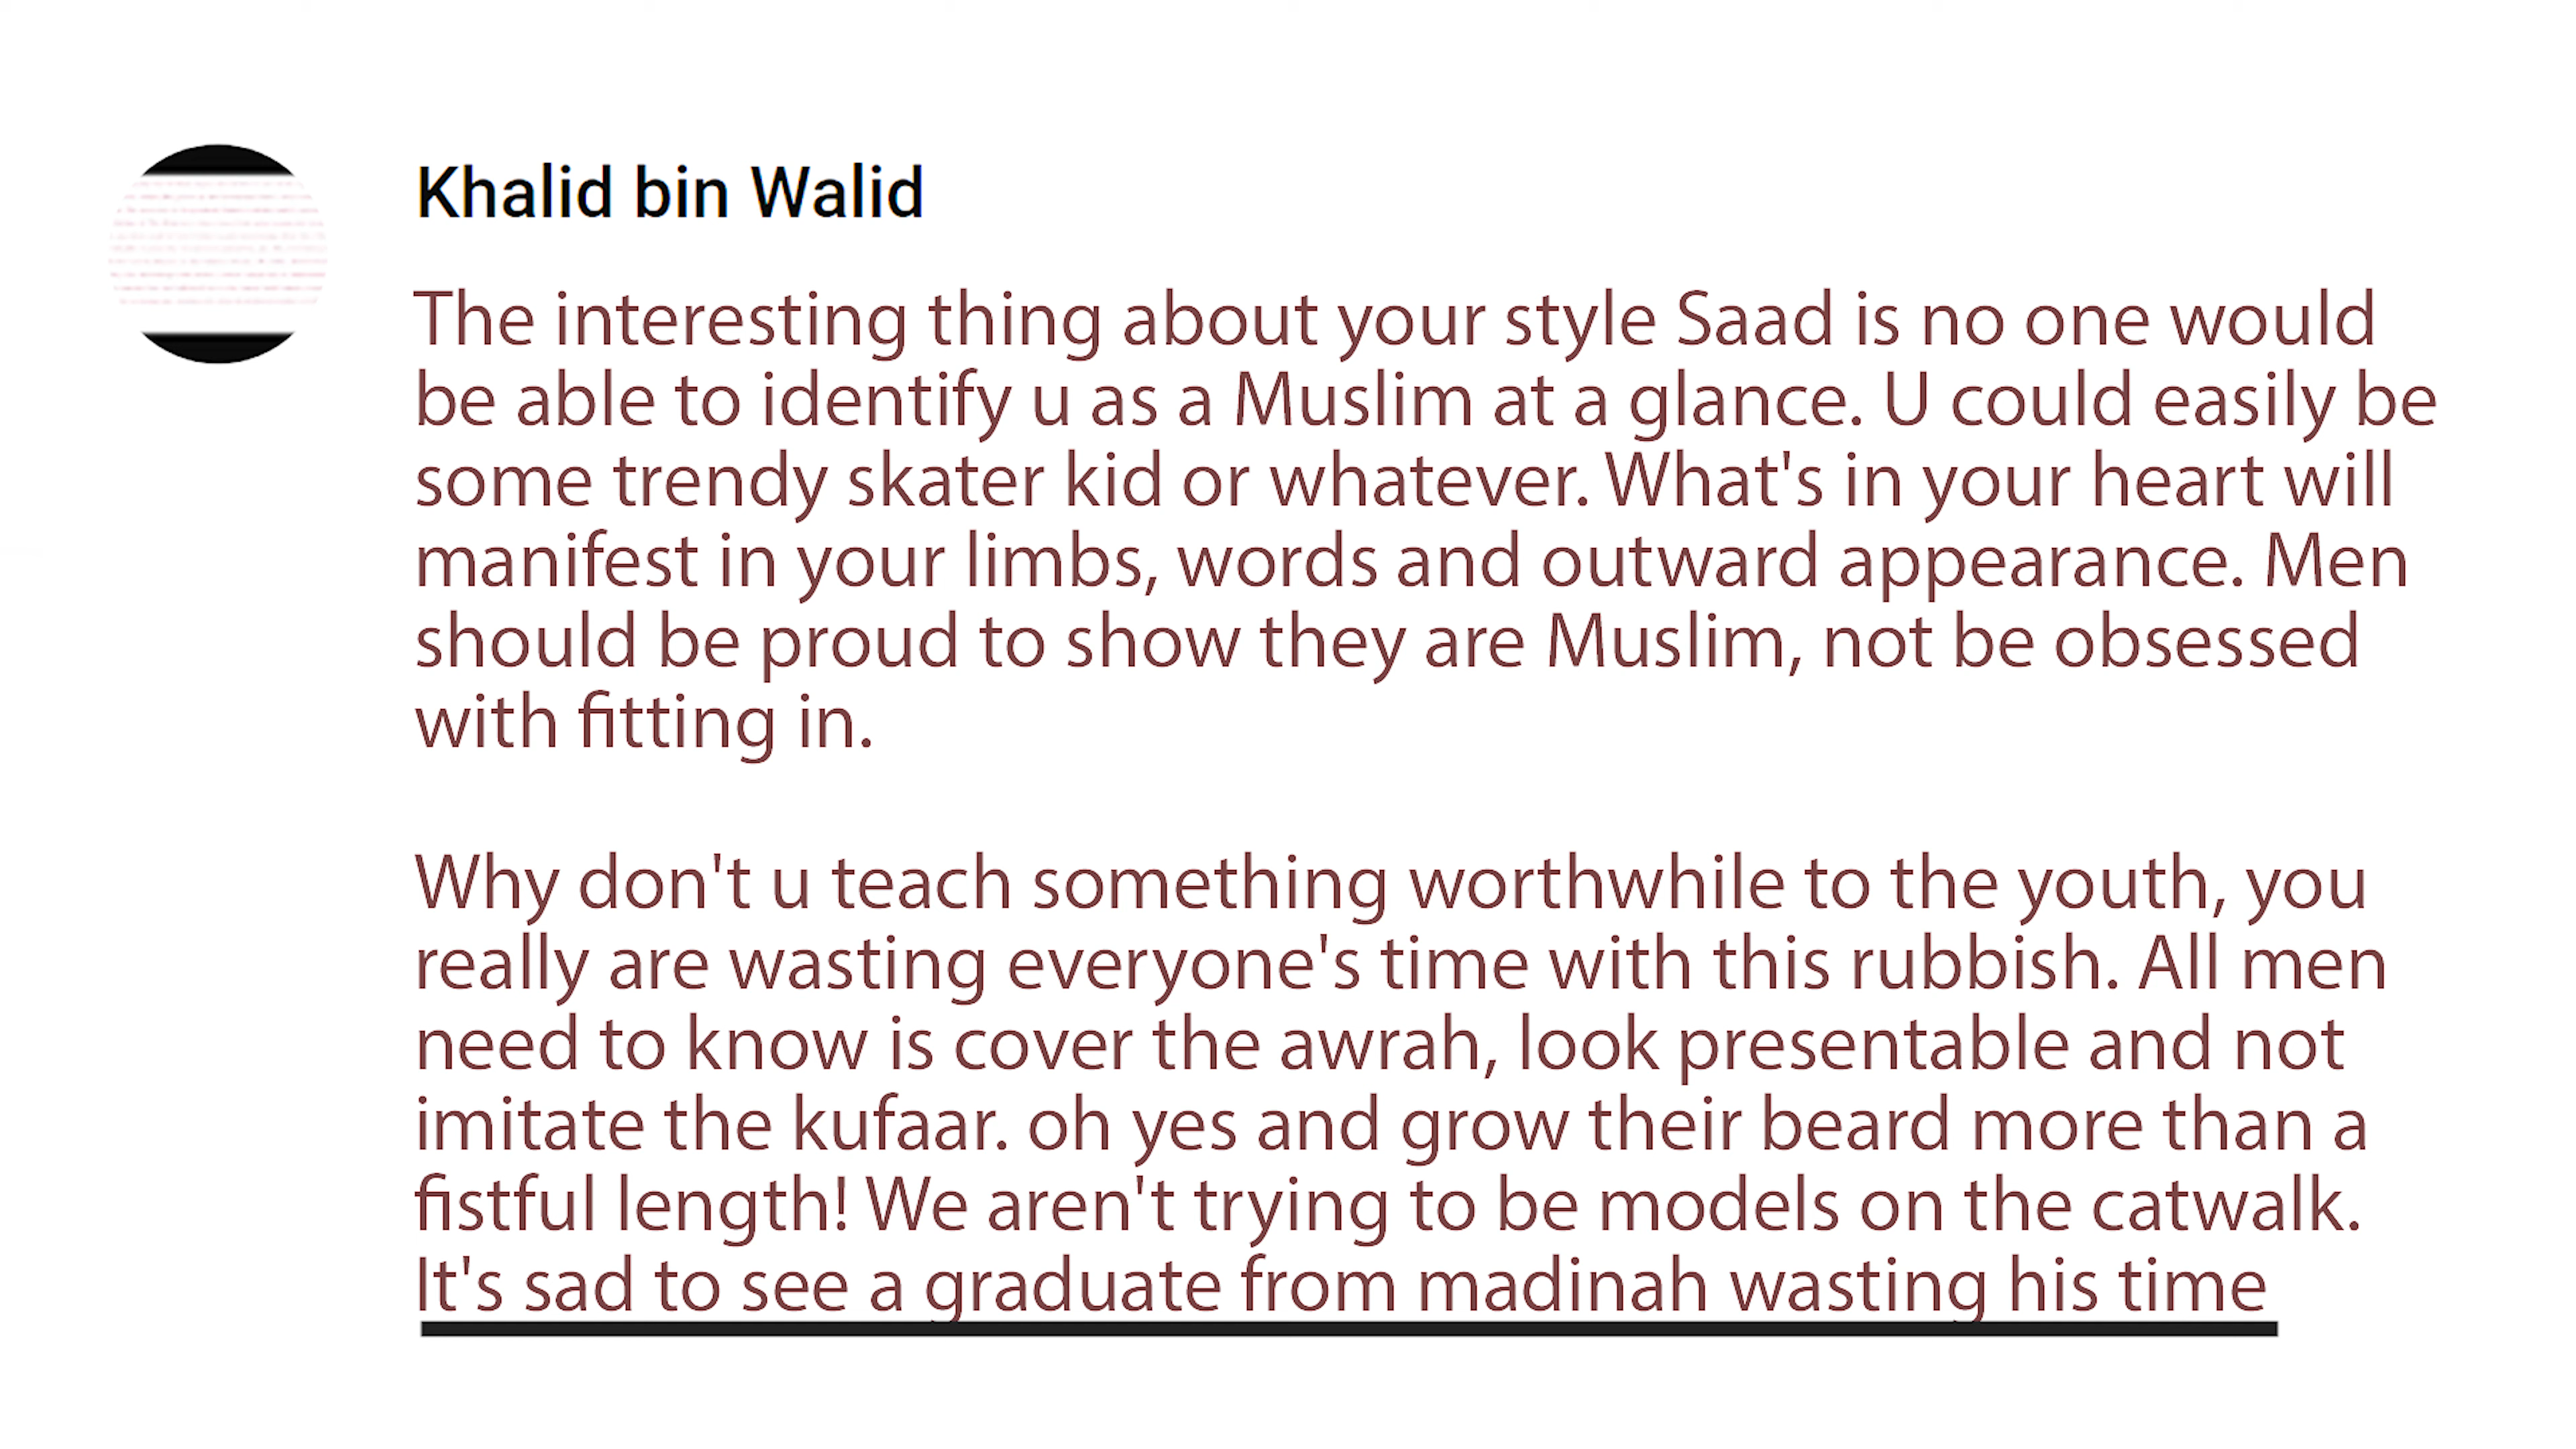 Khalid bin Walid
The interesting thing about your style Saad is no one would
be able to identify u as a Muslim at a glance. U could easily be
some trendy skater kid or whatever. What's in your heart will
manifest in your limbs, words and outward appearance. Men
should be proud to show they are Muslim, not be obsessed
with fitting in.
Why don't u teach something worthwhile to the youth, you
really are wasting everyone's time with this rubbish. All men
need to know is cover the awrah, look presentable and not
imitate the kufaar. oh yes and grow their beard more than a
fistful length! We aren't trying to be models on the catwalk.
It's sad to see a graduate from madinah wasting his time